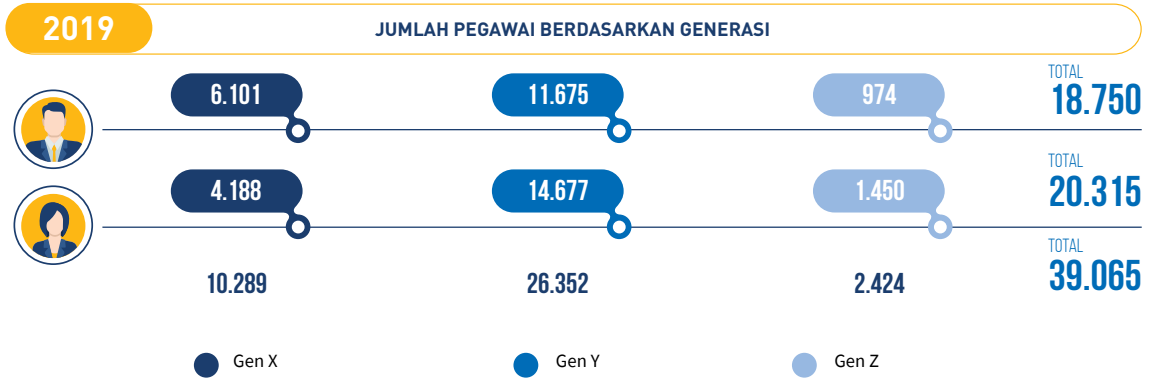 2019
JUMLAH PEGAWAI BERDASARKAN GENERASI
6.101
11.675
974
TOTAL
18.750
4.188
14.677
1.450
TOTAL
20.315
10.289
26.352
2.424
TOTAL
39.065
Gen X
Gen Y
Gen Z